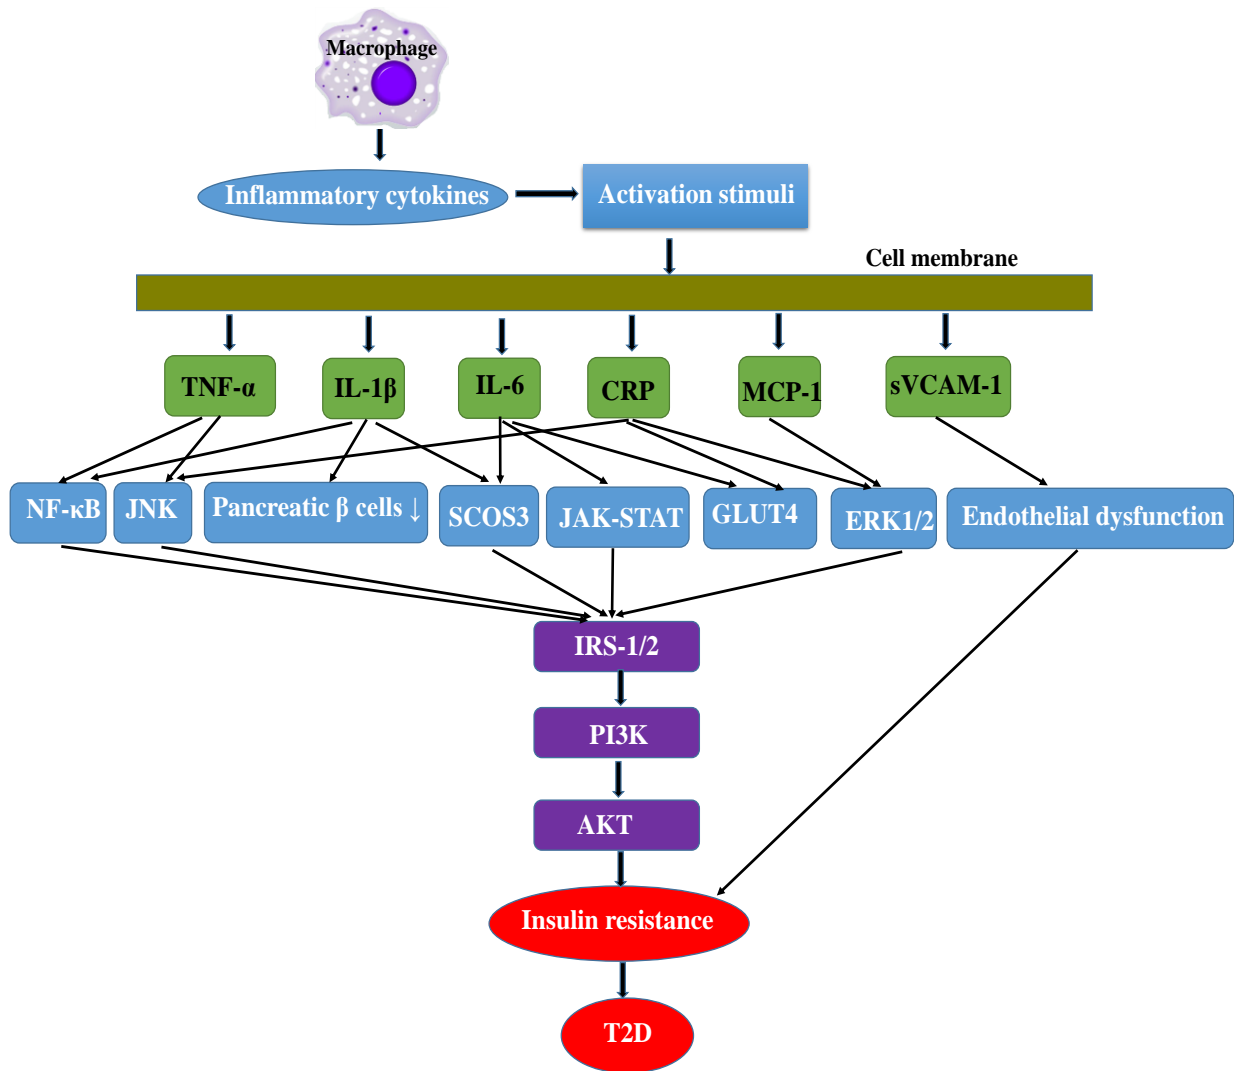 Macrophage
Inflammatory cytokines
Activation stimuli
Cell membrane
TNF-α
IL-1β
IL-6
CRP
MCP-1
sVCAM-1
NF-κB
JNK
Pancreatic β cells ↓
SCOS3
JAK-STAT
GLUT4
ERK1/2
Endothelial dysfunction
IRS-1/2
PI3K
AKT
Insulin resistance
T2D